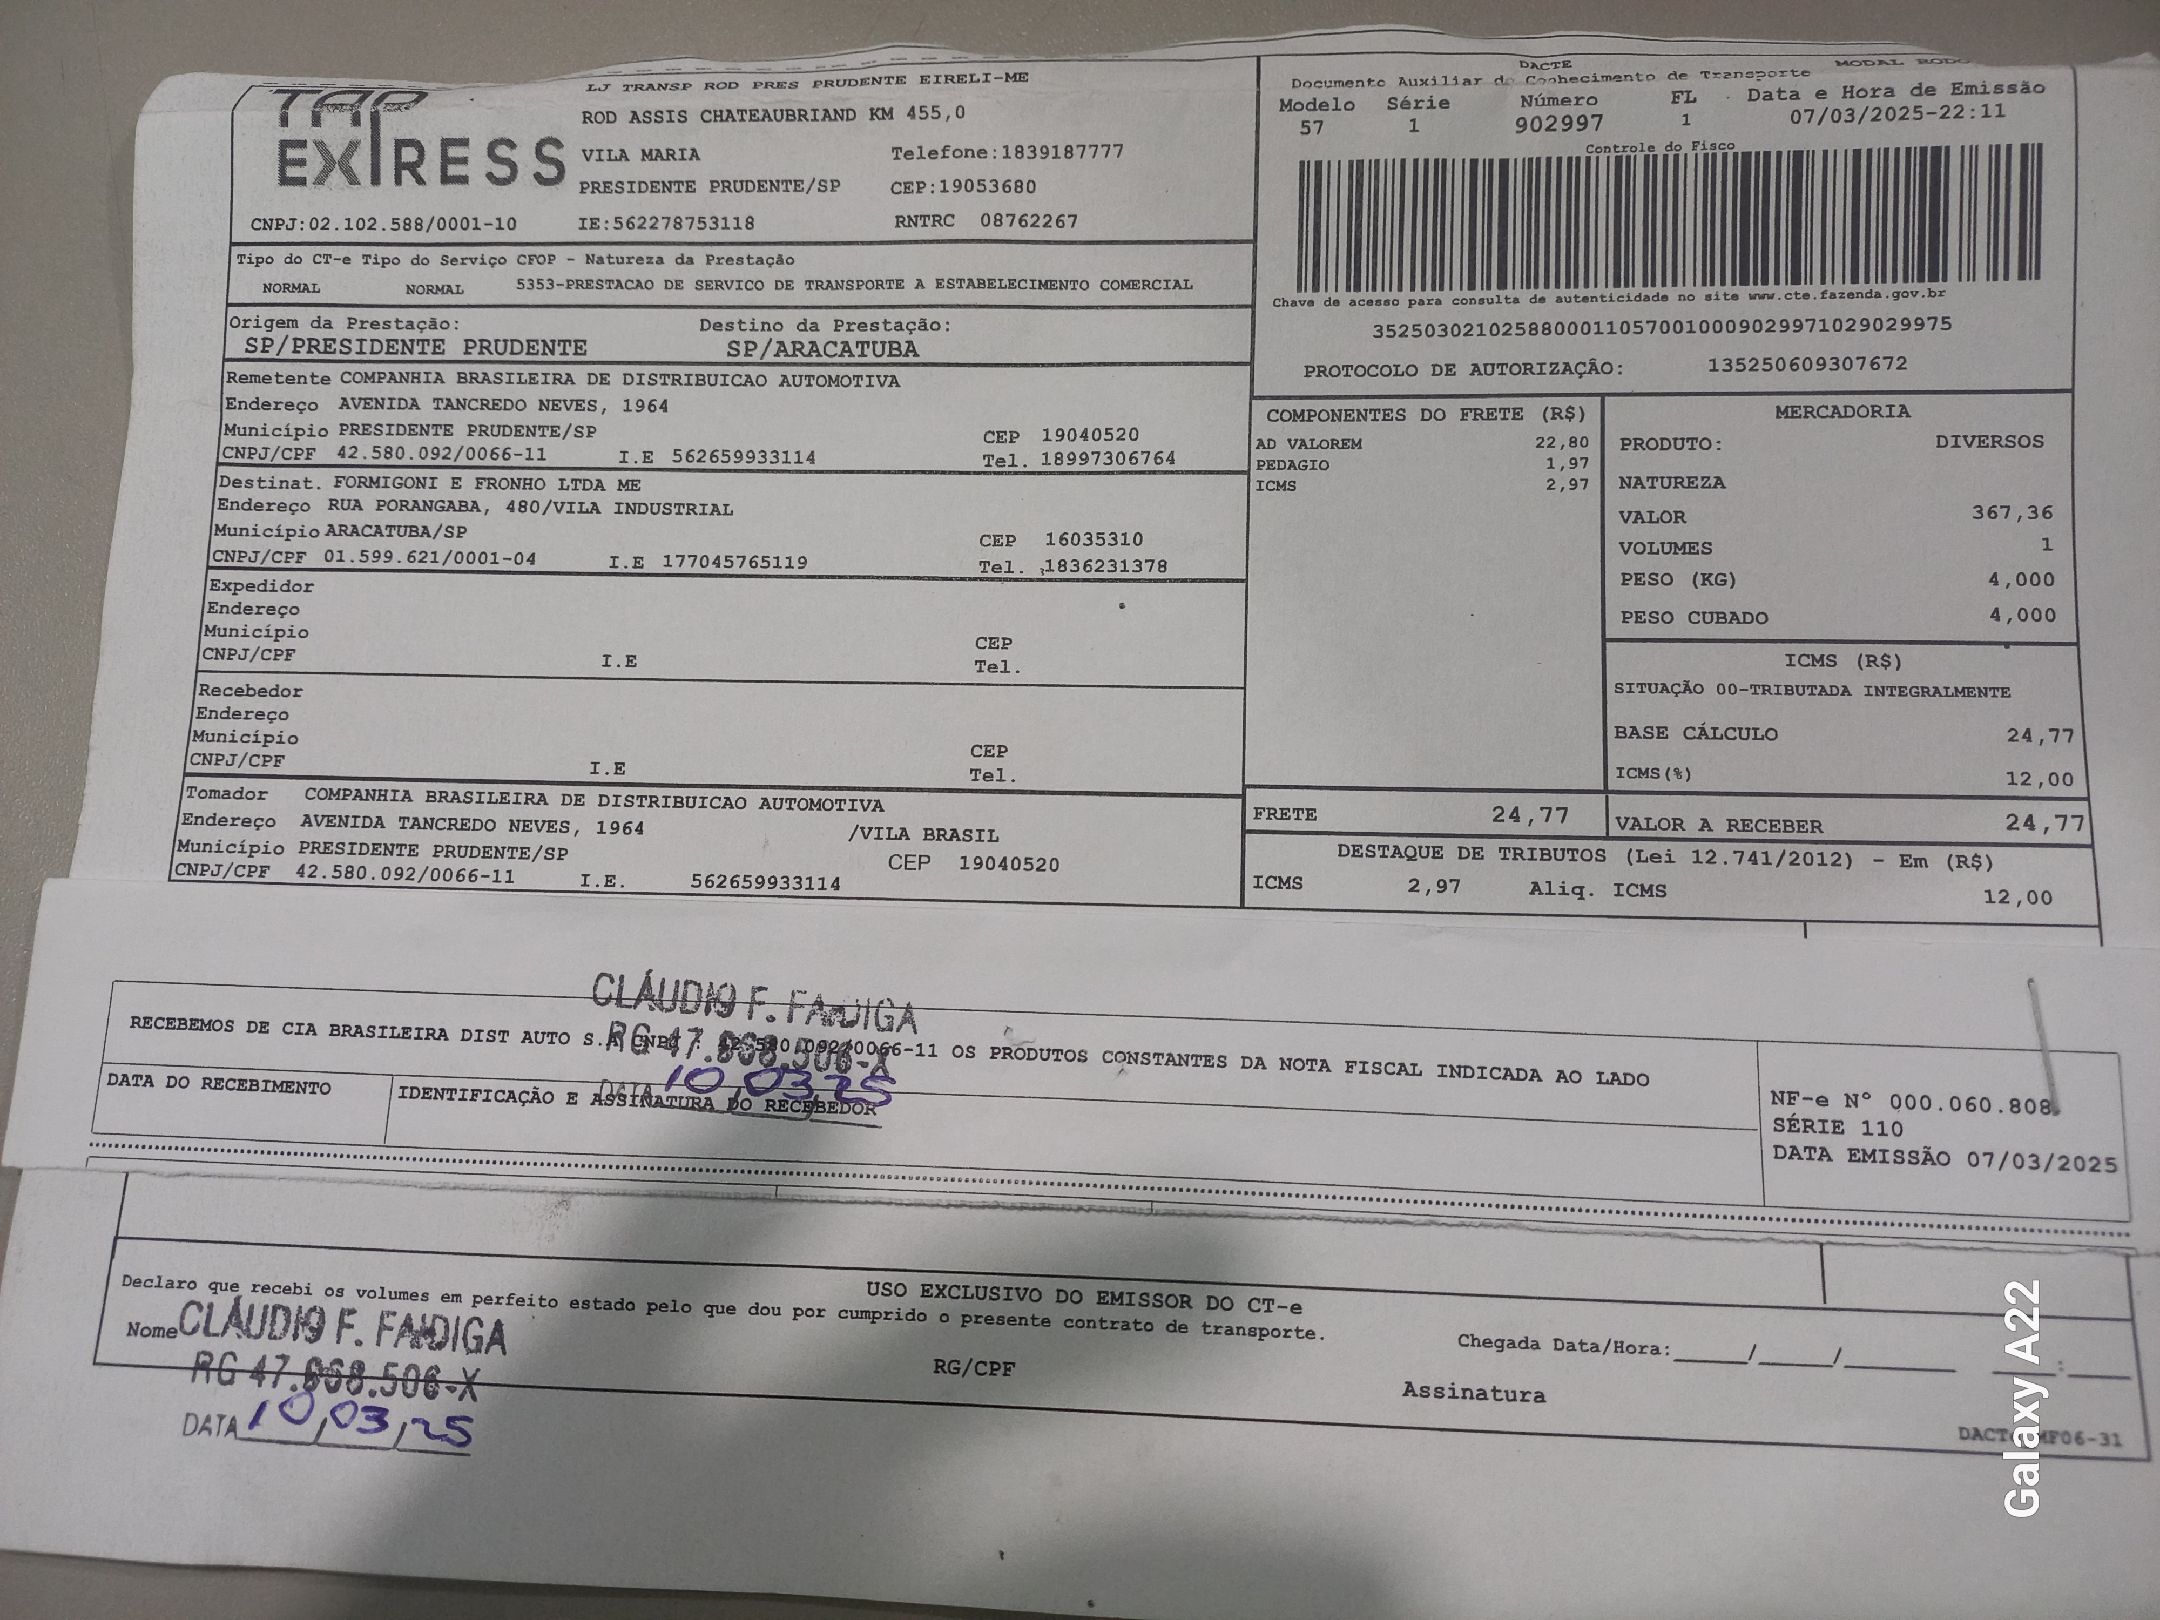 TAP EXPRESS
LJ TRANSP ROD PRES PRUDENTE EIRELI-ME
ROD ASSIS CHATEAUBRIAND KM 455,0
VILA MARIA Telefone:1839187777
PRESIDENTE PRUDENTE/SP CEP:19053680
CNPJ:02.102.588/0001-10 IE:562278753118 RNTRC 08762267
DACTE MODAL RODO
Documento Auxiliar do Conhecimento de Transporte
Modelo Série Número FL Data e Hora de Emissão
57 1 902997 1 07/03/2025-22:11
Controle do Fisco
Chave de acesso para consulta de autenticidade no site www.cte.fazenda.gov.br
35250302102588000110570010009029971029029975
PROTOCOLO DE AUTORIZAÇÃO: 135250609307672
Tipo do CT-e Tipo do Serviço CFOP - Natureza da Prestação
NORMAL NORMAL 5353-PRESTACAO DE SERVICO DE TRANSPORTE A ESTABELECIMENTO COMERCIAL
Origem da Prestação: Destino da Prestação:
SP/PRESIDENTE PRUDENTE SP/ARACATUBA
Remetente COMPANHIA BRASILEIRA DE DISTRIBUICAO AUTOMOTIVA
Endereço AVENIDA TANCREDO NEVES, 1964
Município PRESIDENTE PRUDENTE/SP CEP 19040520
CNPJ/CPF 42.580.092/0066-11 I.E 562659933114 Tel. 18997306764
Destinat. FORMIGONI E FRONHO LTDA ME
Endereço RUA PORANGABA, 480/VILA INDUSTRIAL
Município ARACATUBA/SP CEP 16035310
CNPJ/CPF 01.599.621/0001-04 I.E 177045765119 Tel. 1836231378
Expedidor
Endereço
Município CEP
CNPJ/CPF I.E Tel.
Recebedor
Endereço
Município CEP
CNPJ/CPF I.E Tel.
Tomador COMPANHIA BRASILEIRA DE DISTRIBUICAO AUTOMOTIVA
Endereço AVENIDA TANCREDO NEVES, 1964 /VILA BRASIL
Município PRESIDENTE PRUDENTE/SP CEP 19040520
CNPJ/CPF 42.580.092/0066-11 I.E. 562659933114
COMPONENTES DO FRETE (R$)
AD VALOREM 22,80
PEDAGIO 1,97
ICMS 2,97
MERCADORIA
PRODUTO: DIVERSOS
NATUREZA
VALOR 367,36
VOLUMES 1
PESO (KG) 4,000
PESO CUBADO 4,000
ICMS (R$)
SITUAÇÃO 00-TRIBUTADA INTEGRALMENTE
BASE CÁLCULO 24,77
ICMS(%) 12,00
FRETE 24,77 VALOR A RECEBER 24,77
DESTAQUE DE TRIBUTOS (Lei 12.741/2012) - Em (R$)
ICMS 2,97 Aliq. ICMS 12,00
CLÁUDIO F.
RECEBEMOS DE CIA BRASILEIRA DIST AUTO S.A CNPJ : 42.580.092/0066-11 OS PRODUTOS CONSTANTES DA NOTA FISCAL INDICADA AO LADO
DATA 10/03/25
DATA DO RECEBIMENTO IDENTIFICAÇÃO E ASSINATURA DO RECEBEDOR
NF-e N° 000.060.808
SÉRIE 110
DATA EMISSÃO 07/03/2025
USO EXCLUSIVO DO EMISSOR DO CT-e
Declaro que recebi os volumes em perfeito estado pelo que dou por cumprido o presente contrato de transporte.
Nome CLÁUDIO F. RG/CPF Assinatura
Chegada Data/Hora:_____/_____/_______ ____:____
DATA 10/03/25
MF06-31
Galaxy A22